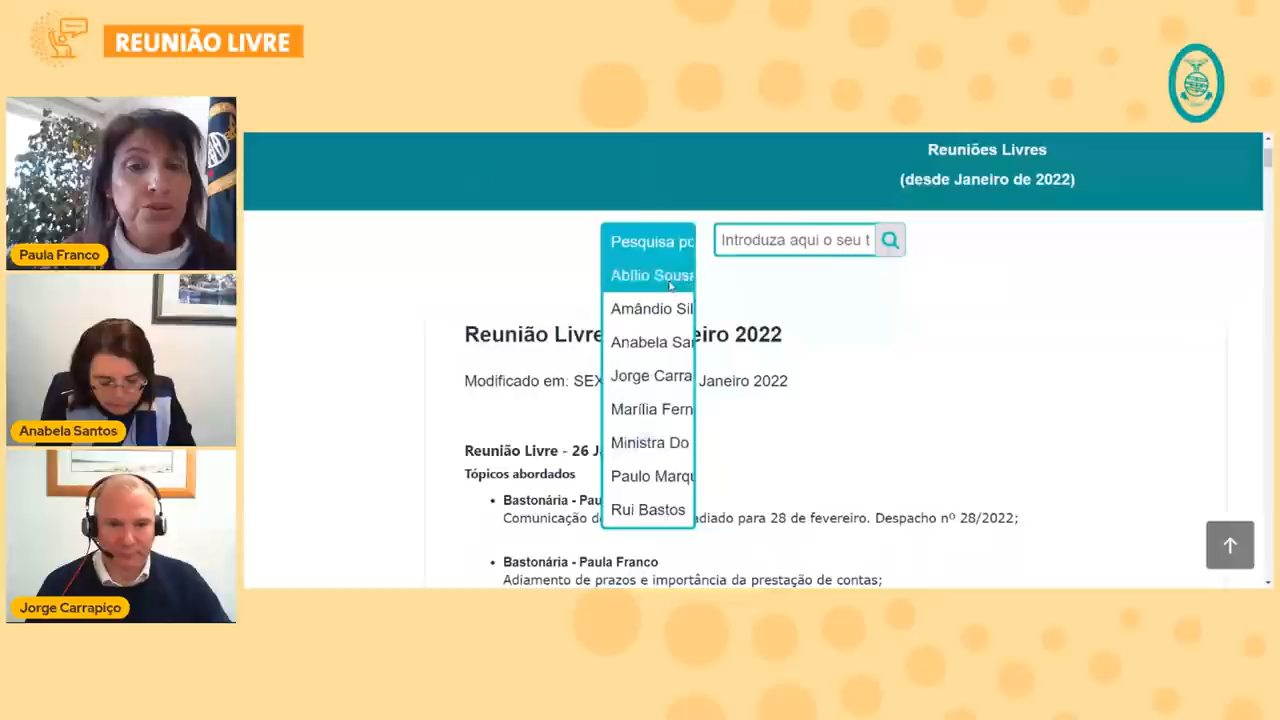 REUNIÃO LIVRE
Paula Franco
Anabela Santos
Jorge Carrapiço
Reuniões Livres
(desde Janeiro de 2022)
Pesquisa po
Introduza aqui o seu t
Abílio Sous
Amândio Sil
Anabela Sa
Jorge Carra
Marília Fern
Ministra Do
Paulo Marq
Rui Bastos
Reunião Livre eiro 2022
Modificado em: SEX Janeiro 2022
Reunião Livre - 26 J
Tópicos abordados
• Bastonária - Pau
Comunicação d adiado para 28 de fevereiro. Despacho nº 28/2022;
• Bastonária - Paula Franco
Adiamento de prazos e importância da prestação de contas;